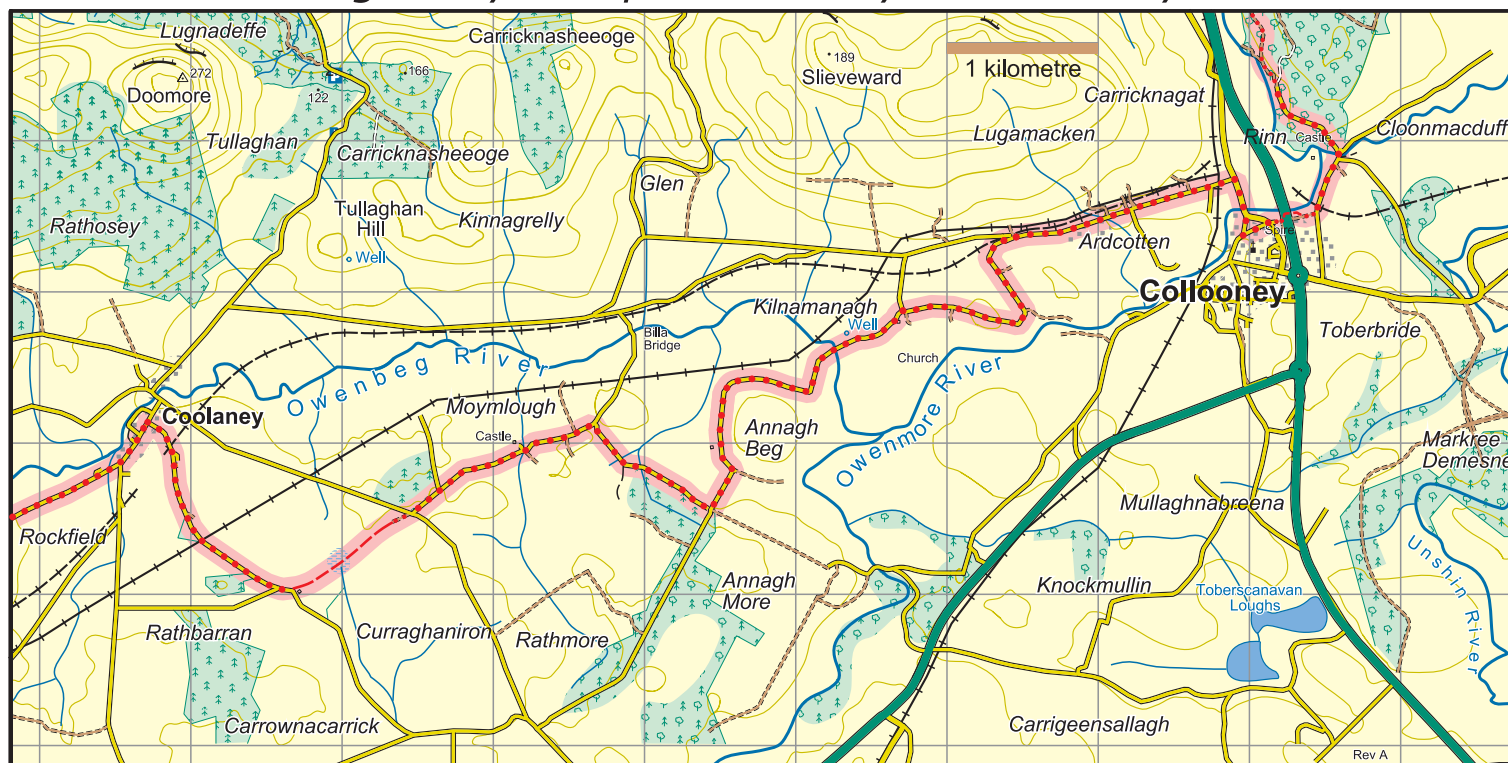 Lugnadeffe
Carricknasheeoge
272
166
189
Slieveward
1 kilometre
Doomore
122
Carricknagat
Tullaghan
Carricknasheeoge
Lugamacken
Rinn
Castle
Cloonmacduff
Glen
Rathosey
Tullaghan
Hill
Kinnagrelly
Well
Ardcotten
Spire
Collooney
Kilnamanagh
Well
Billa
Bridge
Toberbride
Church
Owenbeg River
Owenmore River
Coolaney
Moymlough
Castle
Annagh
Beg
Markree
Demesne
Mullaghnabreena
Rockfield
Unshin River
Annagh
More
Knockmullin
Toberscanavan
Loughs
Rathbarran
Curraghaniron
Rathmore
Carrownacarrick
Carrigeensallagh
Rev A